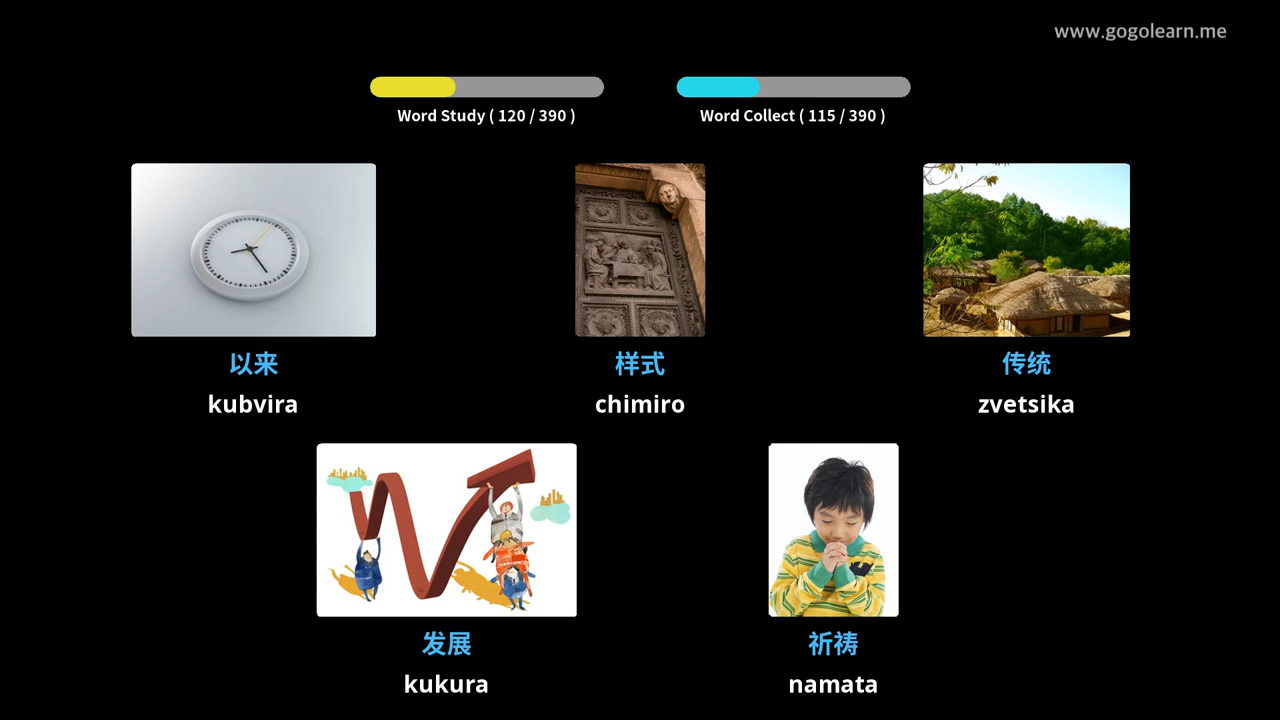 www.gogolearn.me
Word Study ( 120 / 390 )
Word Collect ( 115 / 390 )
以来
kubvira
样式
chimiro
传统
zvetsika
发展
kukura
祈祷
namata